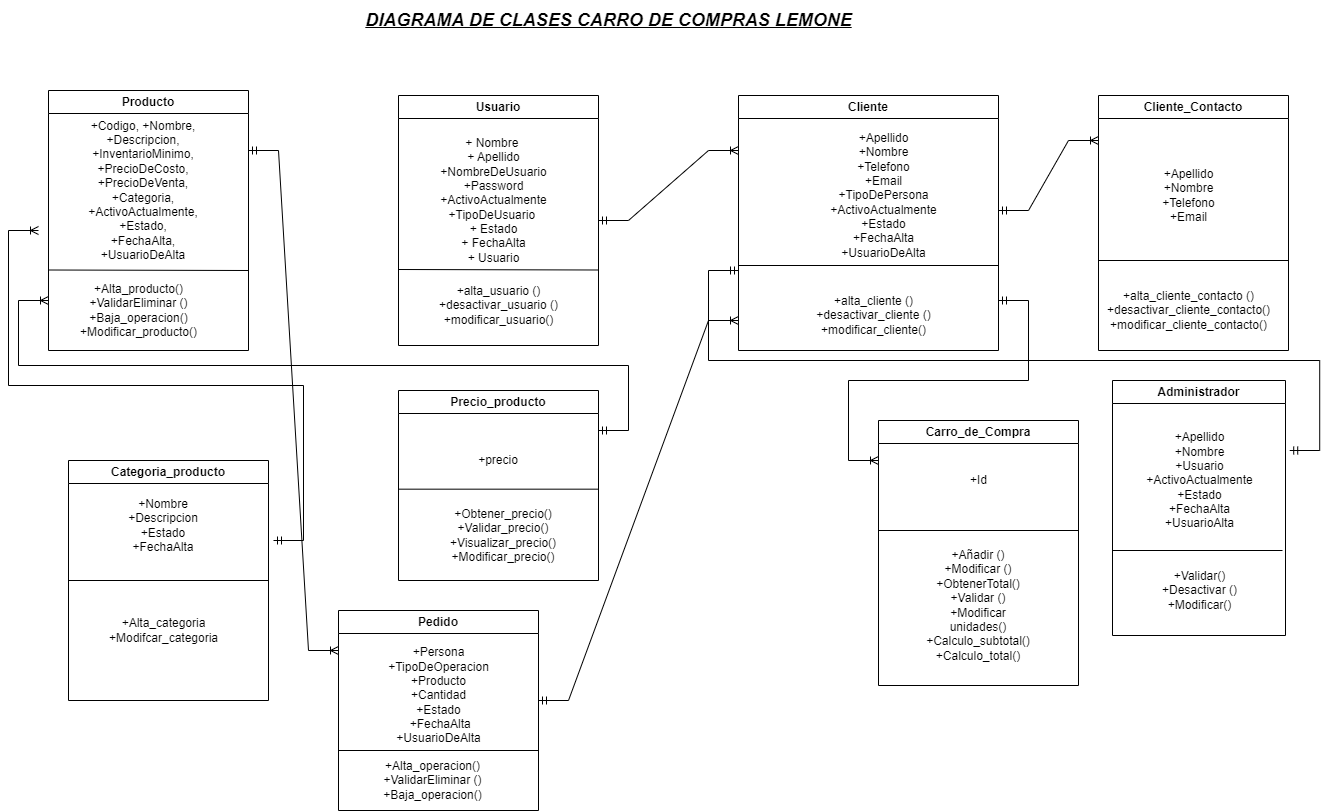 DIAGRAMA DE CLASES CARRO DE COMPRAS LEMONE
Producto
+Codigo, +Nombre,
+Descripcion,
+InventarioMinimo,
+PrecioDeCosto,
+PrecioDeVenta,
+Categoria,
+ActivoActualmente,
+Estado,
+FechaAlta,
+UsuarioDeAlta
+Alta_producto()
+ValidarEliminar ()
+Baja_operacion()
+Modificar_producto()
Usuario
+ Nombre
+ Apellido
+NombreDeUsuario
+Password
+ActivoActualmente
+TipoDeUsuario
+ Estado
+ FechaAlta
+ Usuario
+alta_usuario ()
+desactivar_usuario ()
+modificar_usuario()
Cliente
+Apellido
+Nombre
+Telefono
+Email
+TipoDePersona
+ActivoActualmente
+Estado
+FechaAlta
+UsuarioDeAlta
+alta_cliente ()
+desactivar_cliente ()
+modificar_cliente()
Cliente_Contacto
+Apellido
+Nombre
+Telefono
+Email
+alta_cliente_contacto ()
+desactivar_cliente_contacto()
+modificar_cliente_contacto()
Categoria_producto
+Nombre
+Descripcion
+Estado
+FechaAlta
+Alta_categoria
+Modifcar_categoria
Precio_producto
+precio
+Obtener_precio()
+Validar_precio()
+Visualizar_precio()
+Modificar_precio()
Carro_de_Compra
+Id
+Añadir ()
+Modificar ()
+ObtenerTotal()
+Validar ()
+Modificar
unidades()
+Calculo_subtotal()
+Calculo_total()
Administrador
+Apellido
+Nombre
+Usuario
+ActivoActualmente
+Estado
+FechaAlta
+UsuarioAlta
+Validar()
+Desactivar ()
+Modificar()
Pedido
+Persona
+TipoDeOperacion
+Producto
+Cantidad
+Estado
+FechaAlta
+UsuarioDeAlta
+Alta_operacion()
+ValidarEliminar ()
+Baja_operacion()